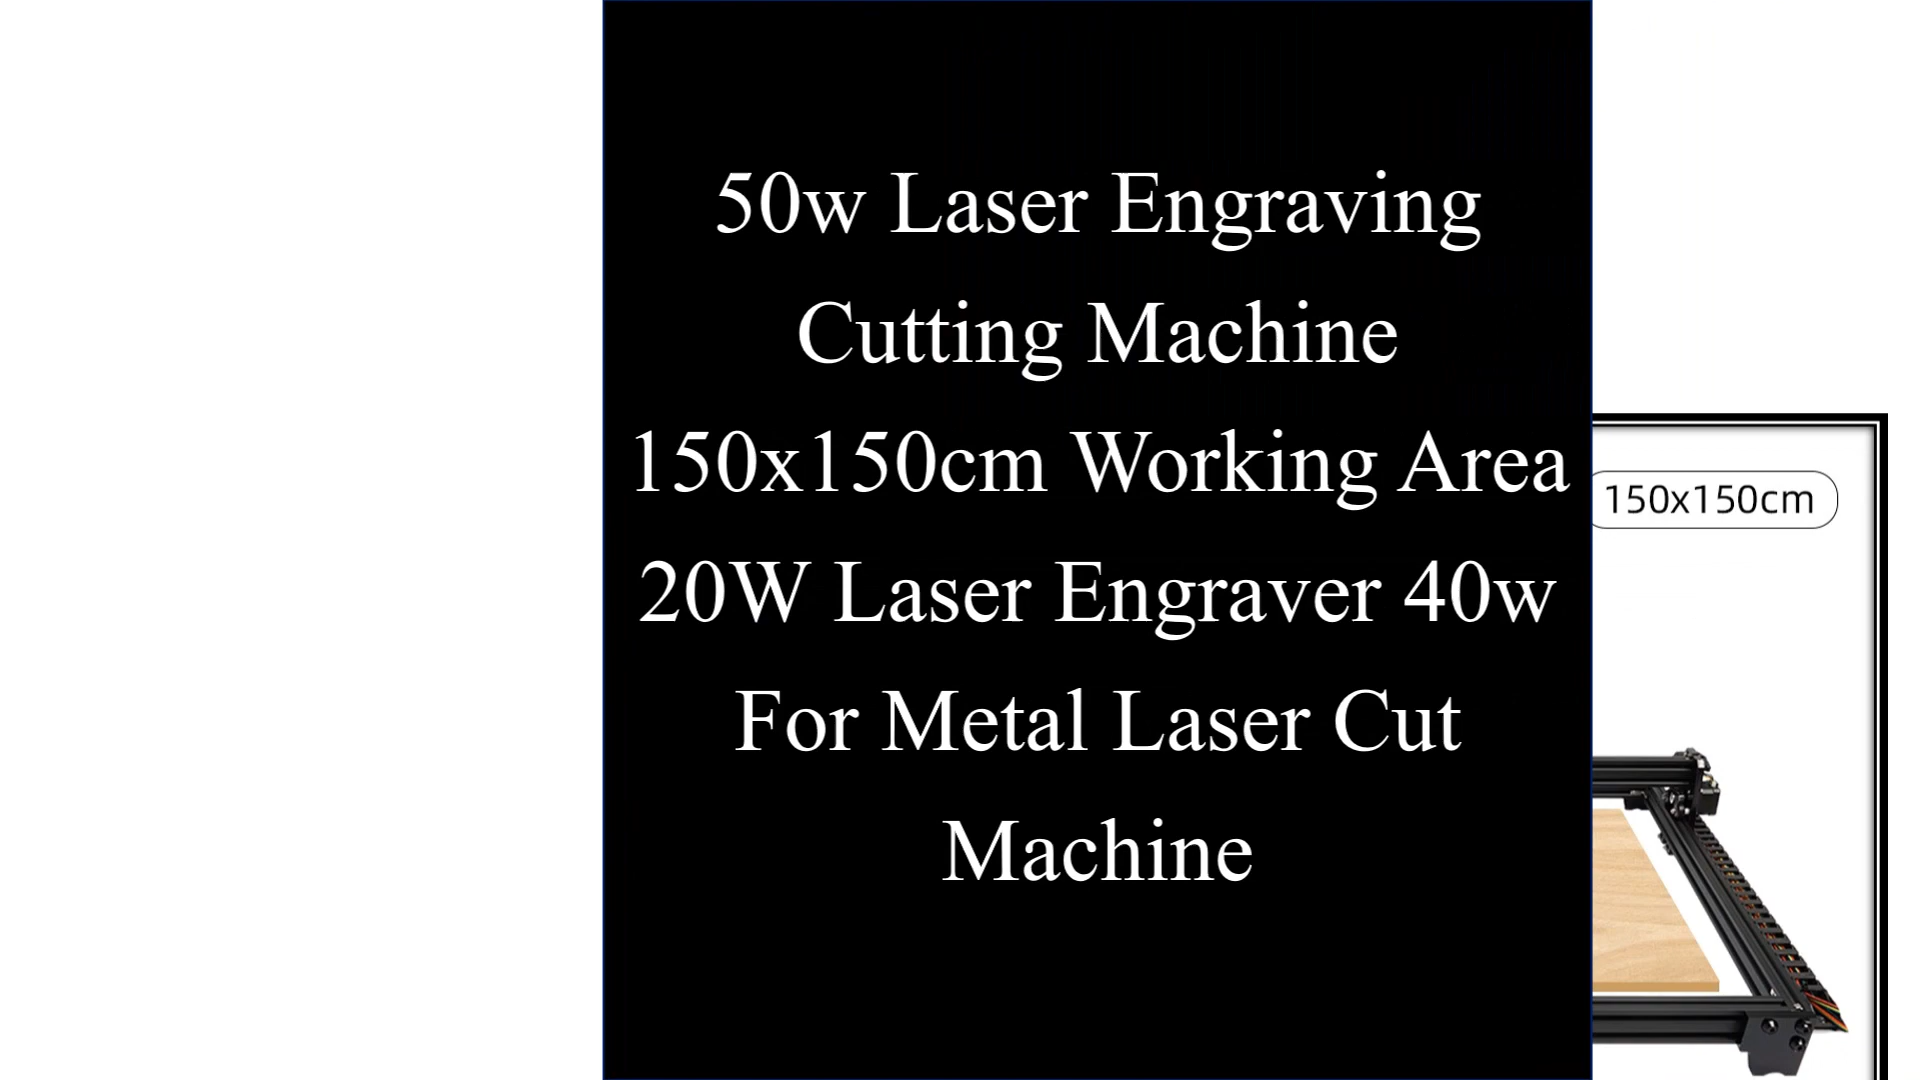 50w Laser Engraving
Cutting Machine
150x150cm Working Area
20W Laser Engraver 40w
For Metal Laser Cut
Machine
150x150cm